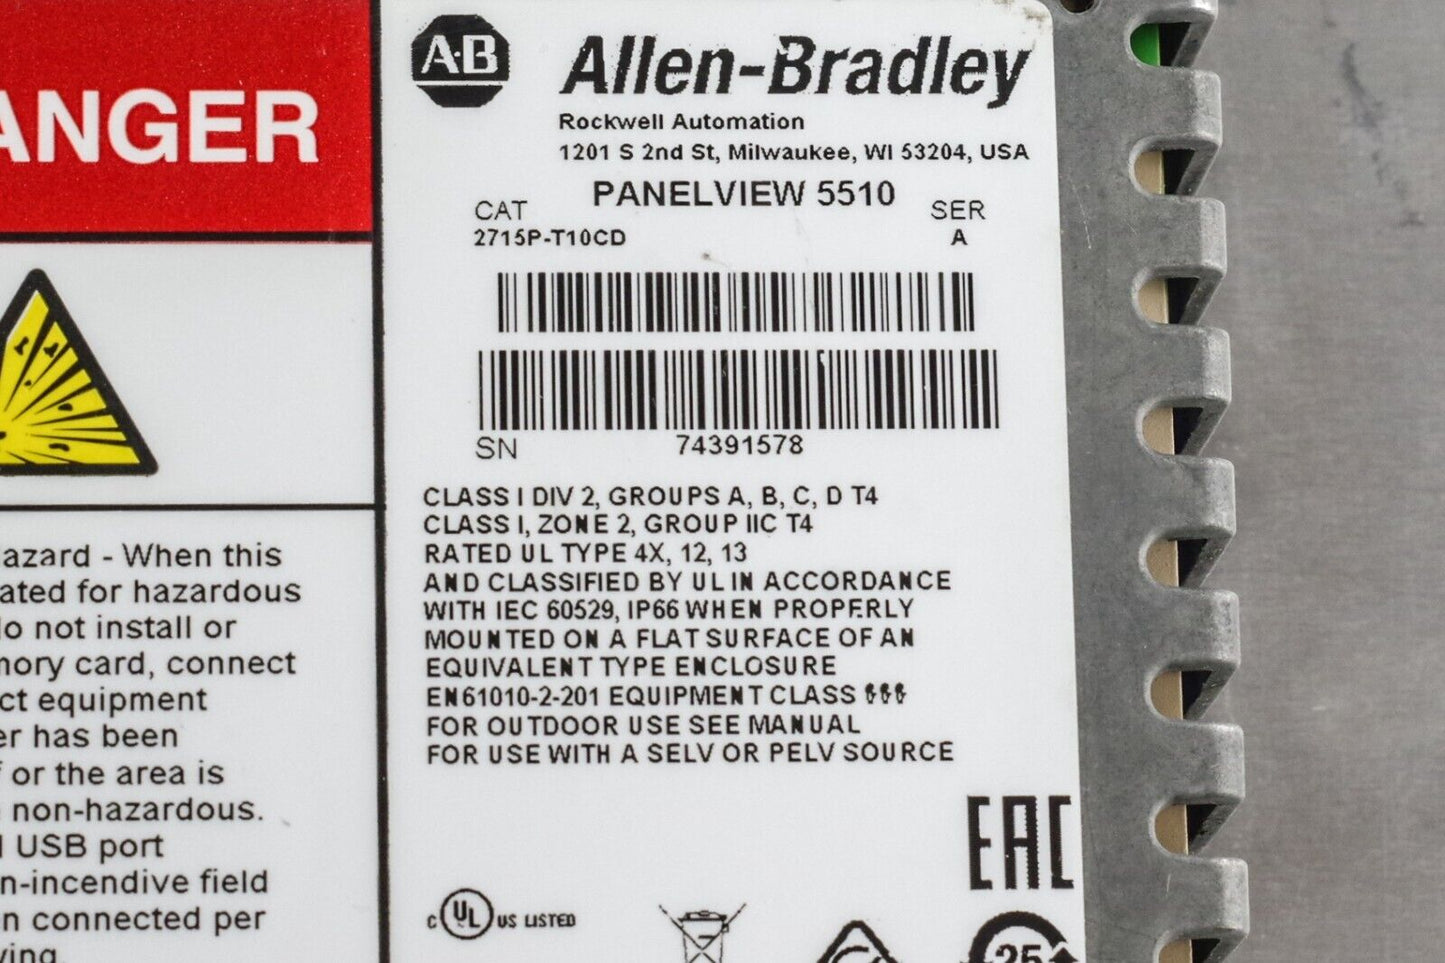 ANGER
azard - When this
ated for hazardous
do not install or
mory card, connect
ct equipment
er has been
f or the area is
non-hazardous.
USB port
n-incendive field
n connected per
A·B Allen-Bradley
Rockwell Automation
1201 S 2nd St, Milwaukee, WI 53204, USA
PANELVIEW 5510
CAT SER
2715P-T10CD A
SN 74391578
CLASS I DIV 2, GROUPS A, B, C, D T4
CLASS I, ZONE 2, GROUP IIC T4
RATED UL TYPE 4X, 12, 13
AND CLASSIFIED BY UL IN ACCORDANCE
WITH IEC 60529, IP66 WHEN PROPERLY
MOUNTED ON A FLAT SURFACE OF AN
EQUIVALENT TYPE ENCLOSURE
EN61010-2-201 EQUIPMENT CLASS
FOR OUTDOOR USE SEE MANUAL
FOR USE WITH A SELV OR PELV SOURCE
EAC
C UL US LISTED
25